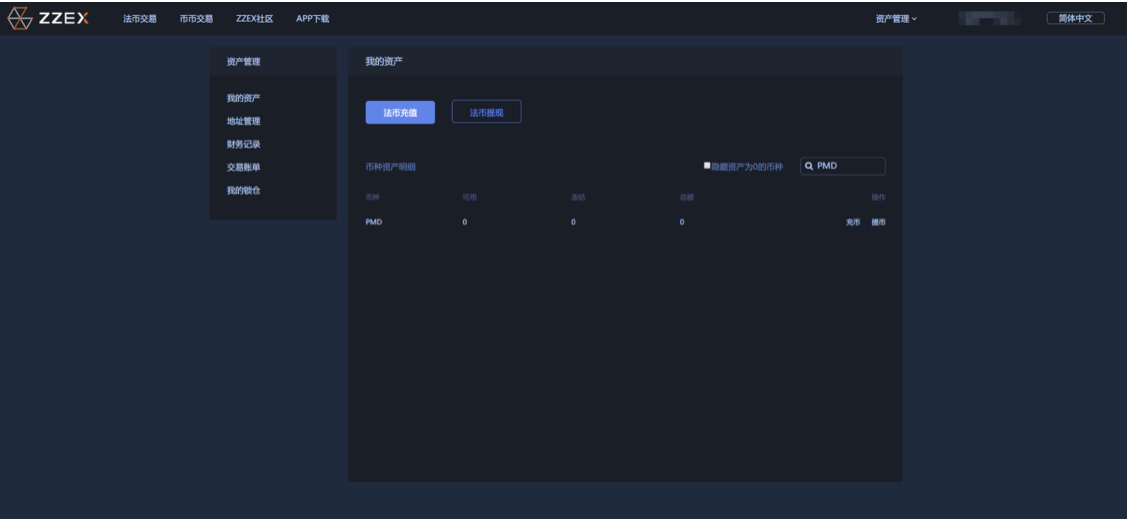 ZZEX 法币交易 币币交易 ZZEX社区 APP下载 资产管理 简体中文
资产管理
我的资产
地址管理
财务记录
交易账单
我的锁仓
我的资产
法币充值 法币提现
币种资产明细 隐藏资产为0的币种 PMD
币种 可用 冻结 总额 操作
PMD 0 0 0 充币 提币